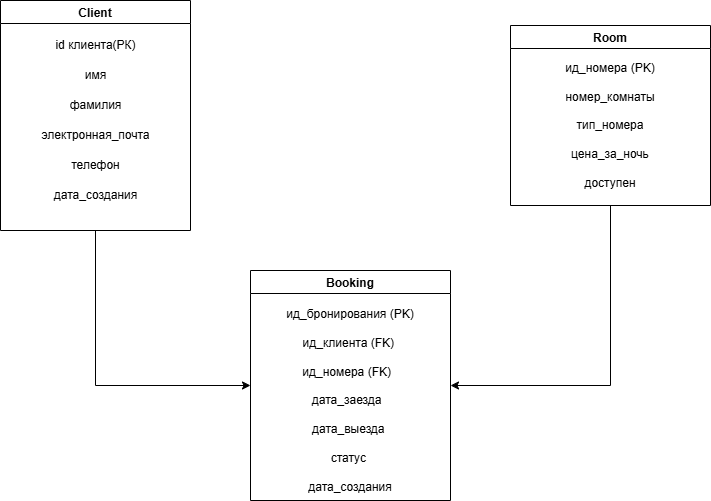 Client
id клиента(РК)
имя
фамилия
электронная_почта
телефон
дата_создания
Room
ид_номера (PK)
номер_комнаты
тип_номера
цена_за_ночь
доступен
Booking
ид_бронирования (PK)
ид_клиента (FK)
ид_номера (FK)
дата_заезда
дата_выезда
статус
дата_создания